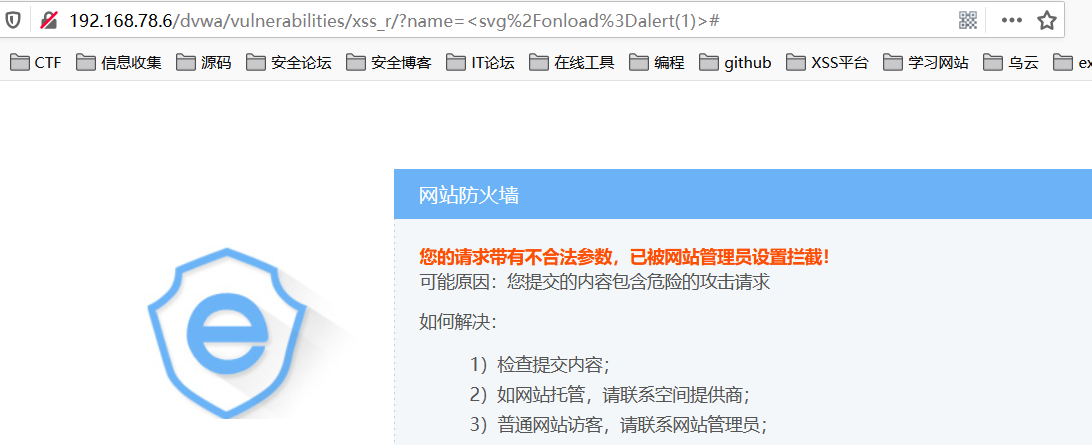 192.168.78.6/dvwa/vulnerabilities/xss_r/?name=<svg%2Fonload%3Dalert(1)>#
CTF 信息收集 源码 安全论坛 安全博客 IT论坛 在线工具 编程 github XSS平台 学习网站 乌云 ex
网站防火墙
您的请求带有不合法参数，已被网站管理员设置拦截！
可能原因：您提交的内容包含危险的攻击请求
如何解决：
1）检查提交内容；
2）如网站托管，请联系空间提供商；
3）普通网站访客，请联系网站管理员；